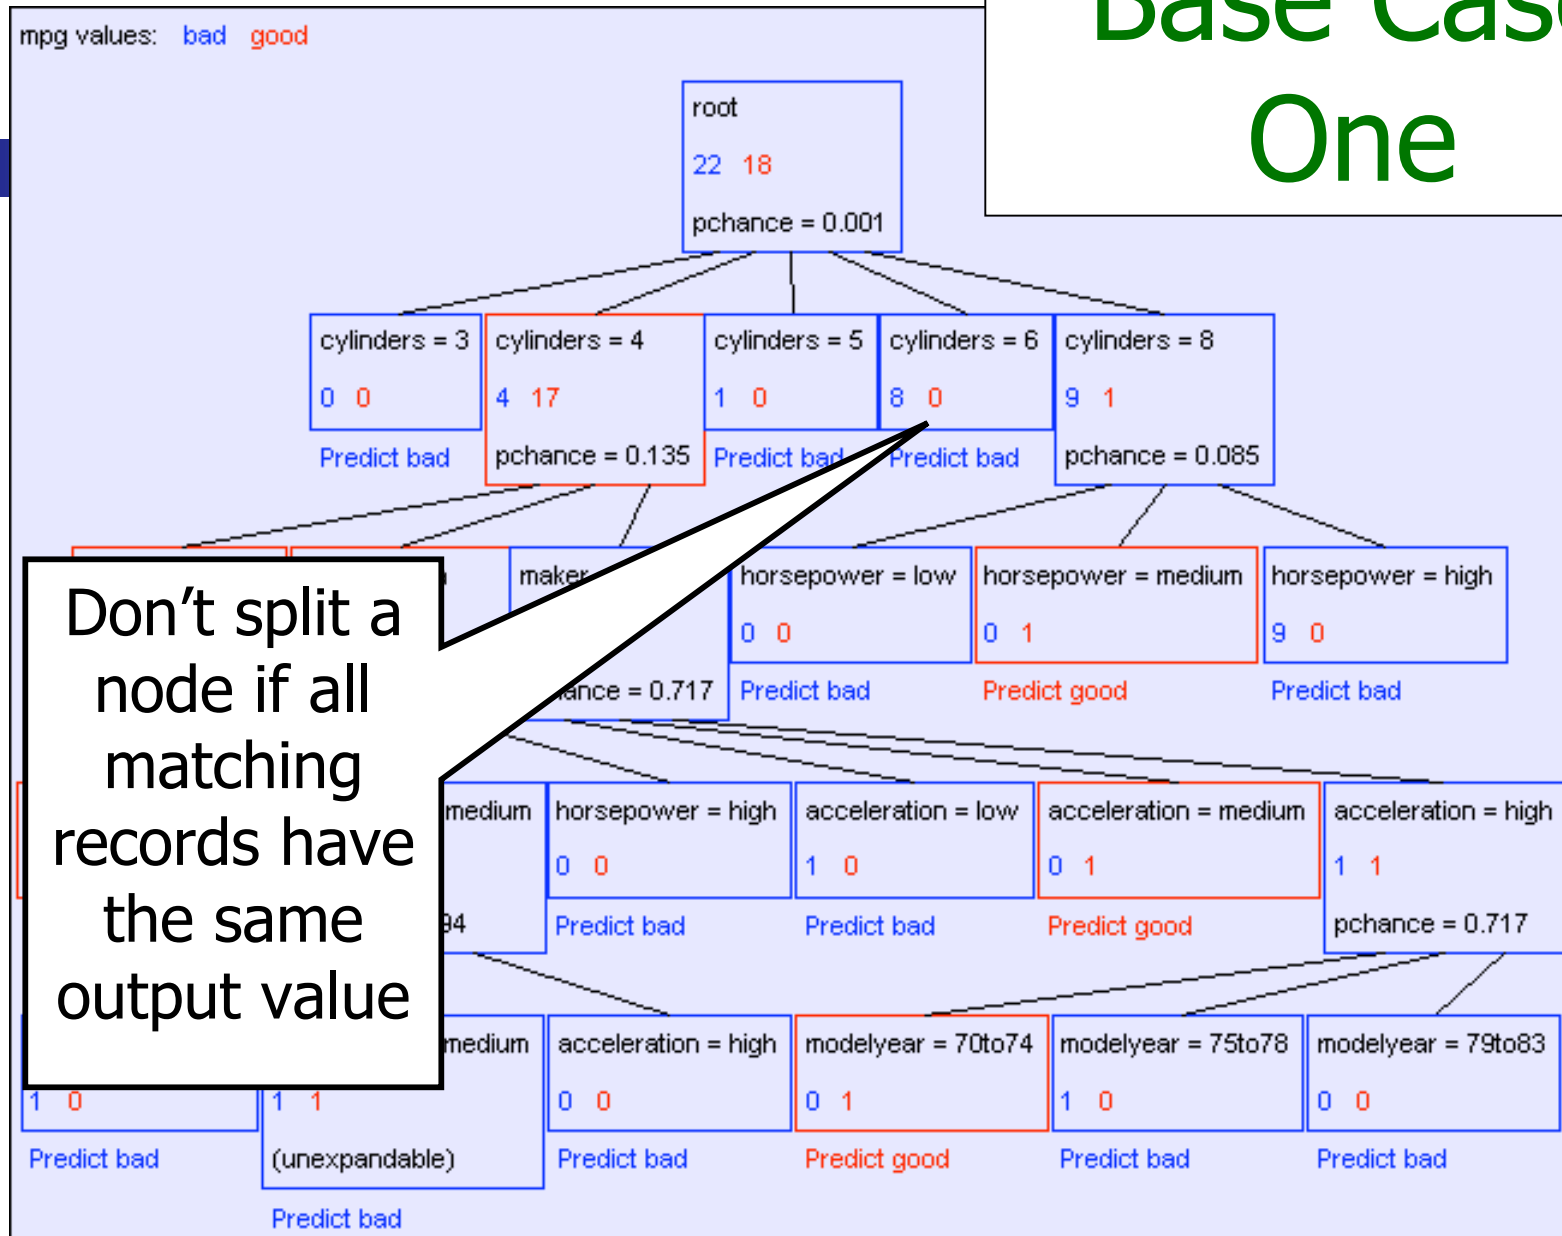 Base Case
One
mpg values: bad good
root
22 18
pchance = 0.001
cylinders = 3 cylinders = 4 cylinders = 5 cylinders = 6 cylinders = 8
0 0 4 17 1 0 8 0 9 1
Predict bad pchance = 0.135 Predict bad Predict bad pchance = 0.085
maker horsepower = low horsepower = medium horsepower = high
0 0 0 1 9 0
= 0.717 Predict bad Predict good Predict bad
Don't split a
node if all
matching
records have
the same
output value
medium horsepower = high acceleration = low acceleration = medium acceleration = high
0 0 1 0 0 1 1 1
94 Predict bad Predict bad Predict good pchance = 0.717
medium acceleration = high modelyear = 70to74 modelyear = 75to78 modelyear = 79to83
1 0 1 1 0 0 0 1 1 0 0 0
Predict bad (unexpandable) Predict bad Predict good Predict bad Predict bad
Predict bad